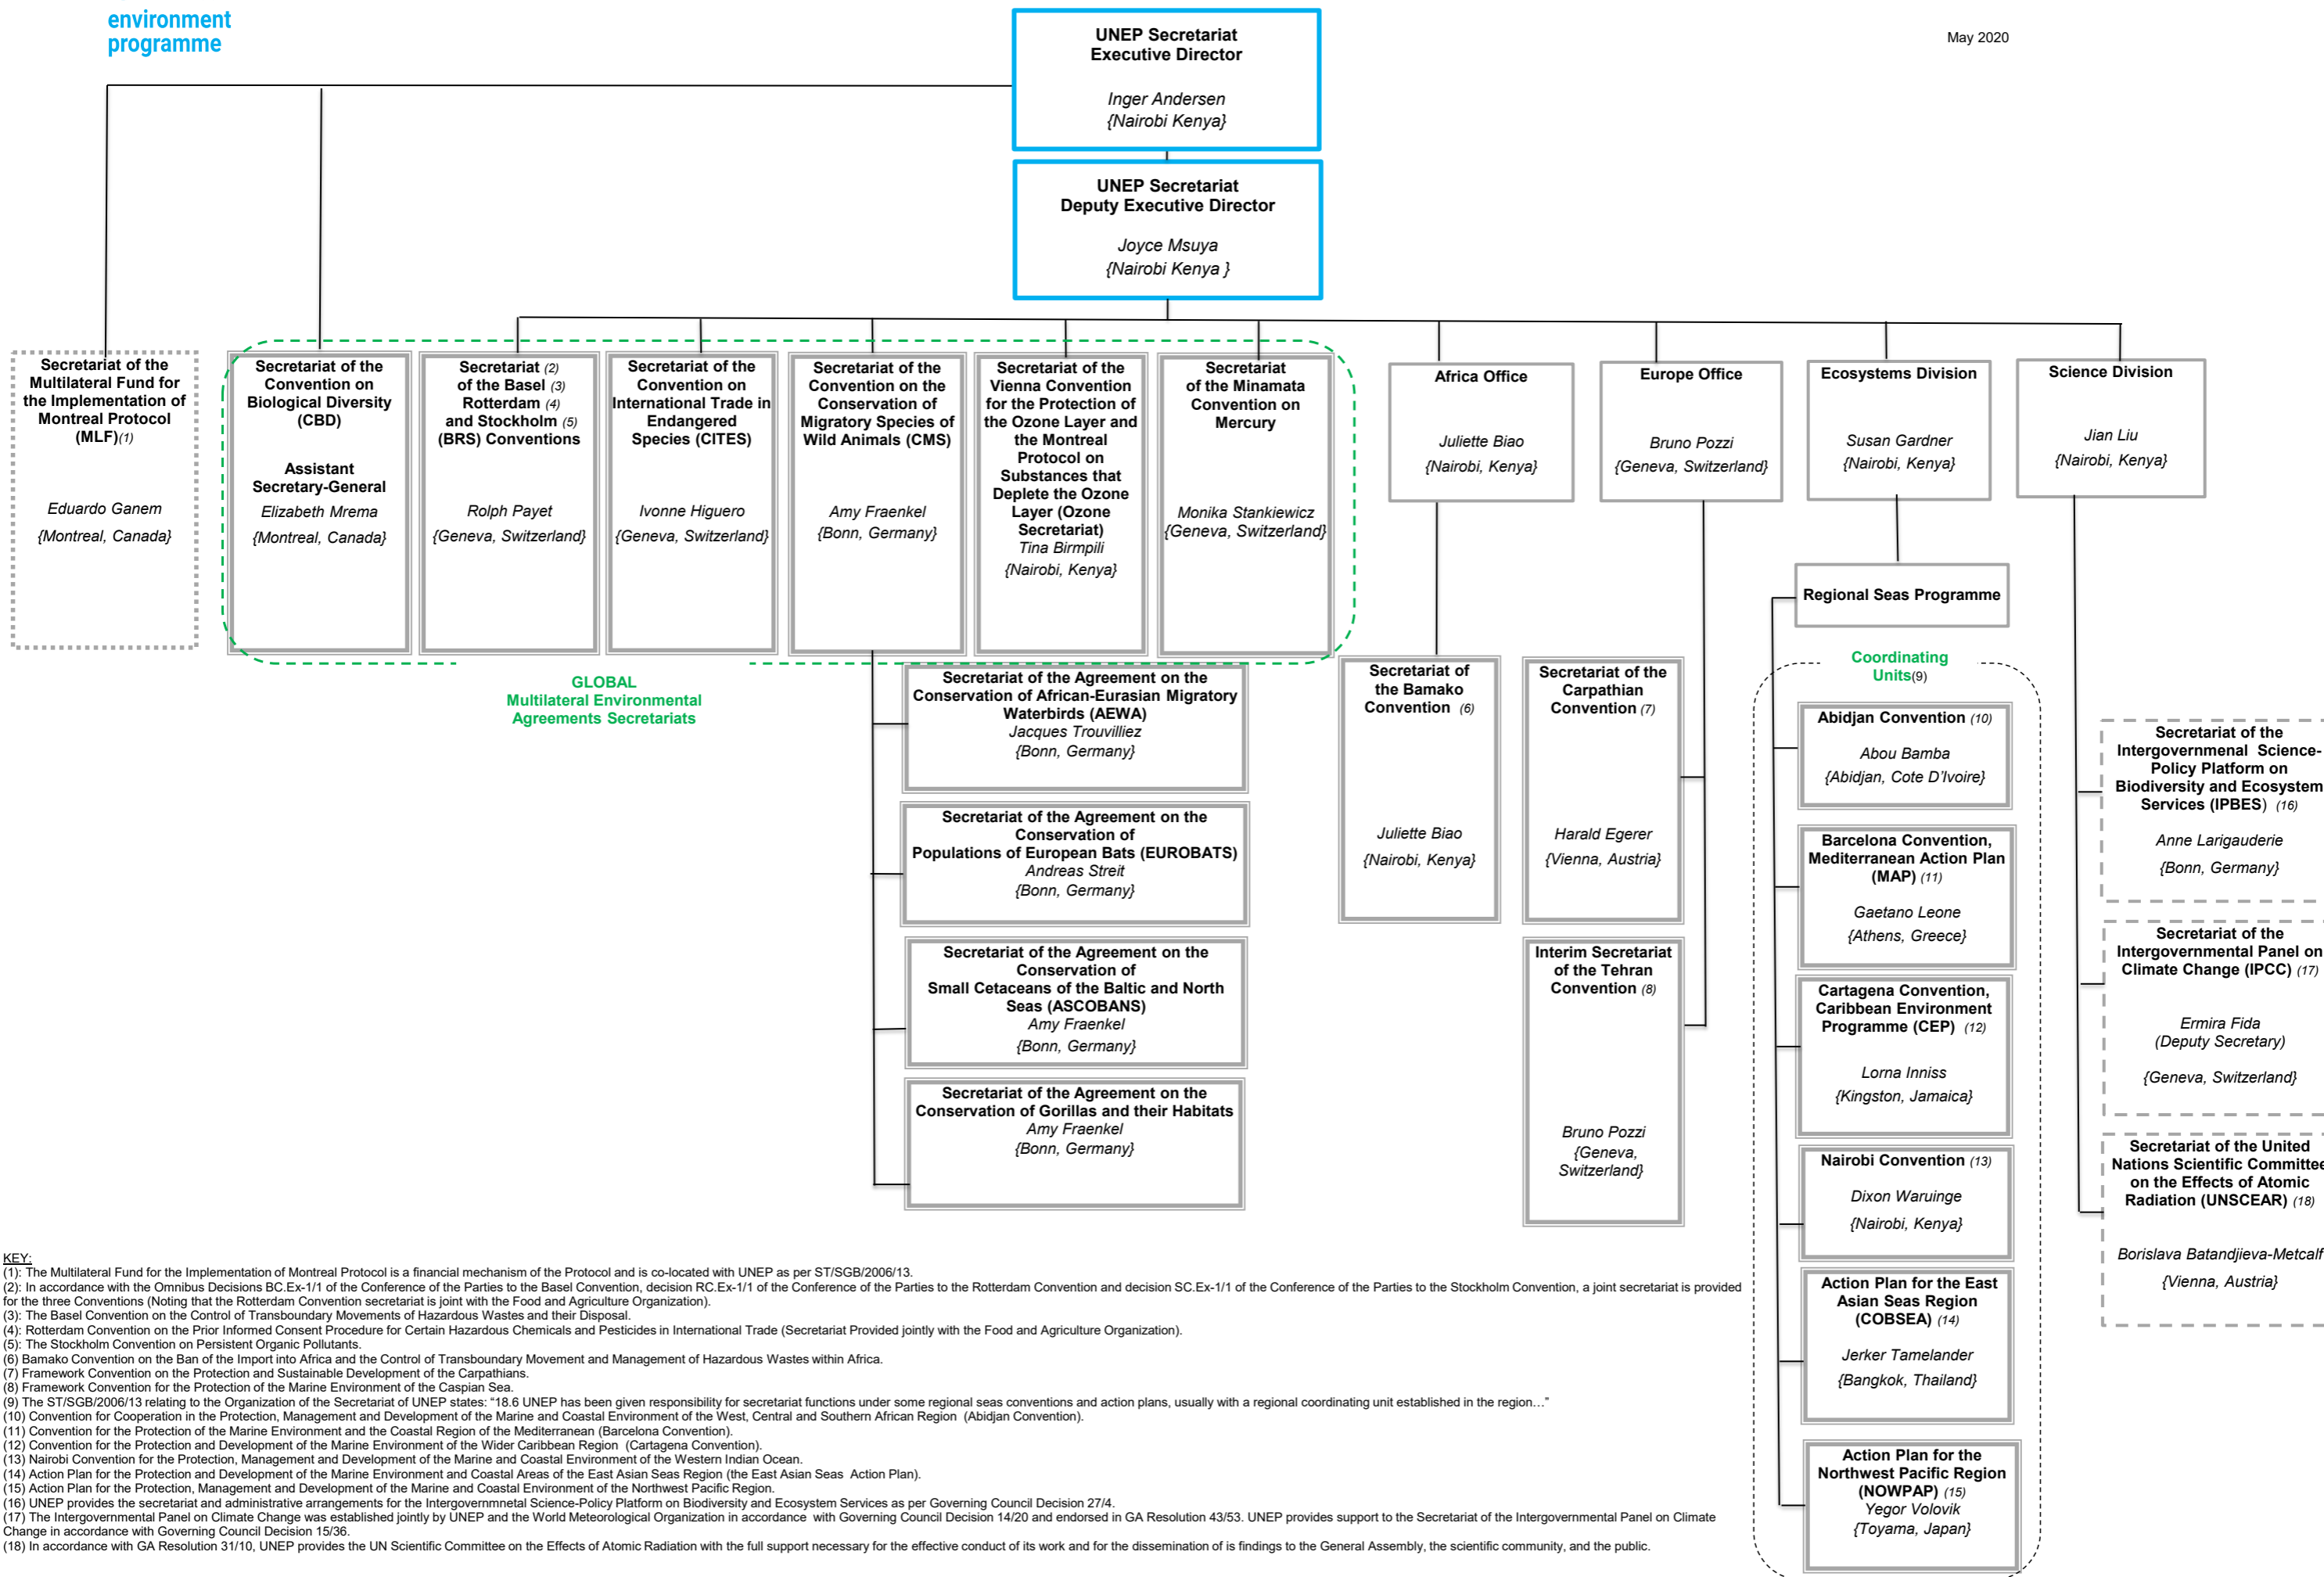 environment
programme
May 2020
UNEP Secretariat
Executive Director
Inger Andersen
{Nairobi Kenya}
UNEP Secretariat
Deputy Executive Director
Joyce Msuya
{Nairobi Kenya }
Secretariat of the
Multilateral Fund for
the Implementation of
Montreal Protocol
(MLF)(1)
Eduardo Ganem
{Montreal, Canada}
Secretariat of the
Convention on
Biological Diversity
(CBD)
Assistant
Secretary-General
Elizabeth Mrema
{Montreal, Canada}
Secretariat (2)
of the Basel (3)
Rotterdam (4)
and Stockholm (5)
(BRS) Conventions
Rolph Payet
{Geneva, Switzerland}
Secretariat of the
Convention on
International Trade in
Endangered
Species (CITES)
Ivonne Higuero
{Geneva, Switzerland}
Secretariat of the
Convention on the
Conservation of
Migratory Species of
Wild Animals (CMS)
Amy Fraenkel
{Bonn, Germany}
Secretariat of the
Vienna Convention
for the Protection of
the Ozone Layer and
the Montreal
Protocol on
Substances that
Deplete the Ozone
Layer (Ozone
Secretariat)
Tina Birmpili
{Nairobi, Kenya}
Secretariat
of the Minamata
Convention on
Mercury
Monika Stankiewicz
{Geneva, Switzerland}
Africa Office
Juliette Biao
{Nairobi, Kenya}
Europe Office
Bruno Pozzi
{Geneva, Switzerland}
Ecosystems Division
Susan Gardner
{Nairobi, Kenya}
Science Division
Jian Liu
{Nairobi, Kenya}
Regional Seas Programme
GLOBAL
Multilateral Environmental
Agreements Secretariats
Secretariat of the Agreement on the
Conservation of African-Eurasian Migratory
Waterbirds (AEWA)
Jacques Trouvilliez
{Bonn, Germany}
Secretariat of the Agreement on the
Conservation of
Populations of European Bats (EUROBATS)
Andreas Streit
{Bonn, Germany}
Secretariat of the Agreement on the
Conservation of
Small Cetaceans of the Baltic and North
Seas (ASCOBANS)
Amy Fraenkel
{Bonn, Germany}
Secretariat of the Agreement on the
Conservation of Gorillas and their Habitats
Amy Fraenkel
{Bonn, Germany}
Secretariat of
the Bamako
Convention (6)
Juliette Biao
{Nairobi, Kenya}
Secretariat of the
Carpathian
Convention (7)
Harald Egerer
{Vienna, Austria}
Interim Secretariat
of the Tehran
Convention (8)
Bruno Pozzi
{Geneva,
Switzerland}
Coordinating
Units(9)
Abidjan Convention (10)
Abou Bamba
{Abidjan, Cote D'Ivoire}
Barcelona Convention,
Mediterranean Action Plan
(MAP) (11)
Gaetano Leone
{Athens, Greece}
Cartagena Convention,
Caribbean Environment
Programme (CEP) (12)
Lorna Inniss
{Kingston, Jamaica}
Nairobi Convention (13)
Dixon Waruinge
{Nairobi, Kenya}
Action Plan for the East
Asian Seas Region
(COBSEA) (14)
Jerker Tamelander
{Bangkok, Thailand}
Action Plan for the
Northwest Pacific Region
(NOWPAP) (15)
Yegor Volovik
{Toyama, Japan}
Secretariat of the
Intergovernmenal Science-
Policy Platform on
Biodiversity and Ecosystem
Services (IPBES) (16)
Anne Larigauderie
{Bonn, Germany}
Secretariat of the
Intergovernmental Panel on
Climate Change (IPCC) (17)
Ermira Fida
(Deputy Secretary)
{Geneva, Switzerland}
Secretariat of the United
Nations Scientific Committee
on the Effects of Atomic
Radiation (UNSCEAR) (18)
Borislava Batandjieva-Metcalf
{Vienna, Austria}
KEY:
(1): The Multilateral Fund for the Implementation of Montreal Protocol is a financial mechanism of the Protocol and is co-located with UNEP as per ST/SGB/2006/13.
(2): In accordance with the Omnibus Decisions BC.Ex-1/1 of the Conference of the Parties to the Basel Convention, decision RC.Ex-1/1 of the Conference of the Parties to the Rotterdam Convention and decision SC.Ex-1/1 of the Conference of the Parties to the Stockholm Convention, a joint secretariat is provided
for the three Conventions (Noting that the Rotterdam Convention secretariat is joint with the Food and Agriculture Organization).
(3): The Basel Convention on the Control of Transboundary Movements of Hazardous Wastes and their Disposal.
(4): Rotterdam Convention on the Prior Informed Consent Procedure for Certain Hazardous Chemicals and Pesticides in International Trade (Secretariat Provided jointly with the Food and Agriculture Organization).
(5): The Stockholm Convention on Persistent Organic Pollutants.
(6) Bamako Convention on the Ban of the Import into Africa and the Control of Transboundary Movement and Management of Hazardous Wastes within Africa.
(7) Framework Convention on the Protection and Sustainable Development of the Carpathians.
(8) Framework Convention for the Protection of the Marine Environment of the Caspian Sea.
(9) The ST/SGB/2006/13 relating to the Organization of the Secretariat of UNEP states: "18.6 UNEP has been given responsibility for secretariat functions under some regional seas conventions and action plans, usually with a regional coordinating unit established in the region…"
(10) Convention for Cooperation in the Protection, Management and Development of the Marine and Coastal Environment of the West, Central and Southern African Region (Abidjan Convention).
(11) Convention for the Protection of the Marine Environment and the Coastal Region of the Mediterranean (Barcelona Convention).
(12) Convention for the Protection and Development of the Marine Environment of the Wider Caribbean Region (Cartagena Convention).
(13) Nairobi Convention for the Protection, Management and Development of the Marine and Coastal Environment of the Western Indian Ocean.
(14) Action Plan for the Protection and Development of the Marine Environment and Coastal Areas of the East Asian Seas Region (the East Asian Seas Action Plan).
(15) Action Plan for the Protection, Management and Development of the Marine and Coastal Environment of the Northwest Pacific Region.
(16) UNEP provides the secretariat and administrative arrangements for the Intergovernmnetal Science-Policy Platform on Biodiversity and Ecosystem Services as per Governing Council Decision 27/4.
(17) The Intergovernmental Panel on Climate Change was established jointly by UNEP and the World Meteorological Organization in accordance with Governing Council Decision 14/20 and endorsed in GA Resolution 43/53. UNEP provides support to the Secretariat of the Intergovernmental Panel on Climate
Change in accordance with Governing Council Decision 15/36.
(18) In accordance with GA Resolution 31/10, UNEP provides the UN Scientific Committee on the Effects of Atomic Radiation with the full support necessary for the effective conduct of its work and for the dissemination of is findings to the General Assembly, the scientific community, and the public.